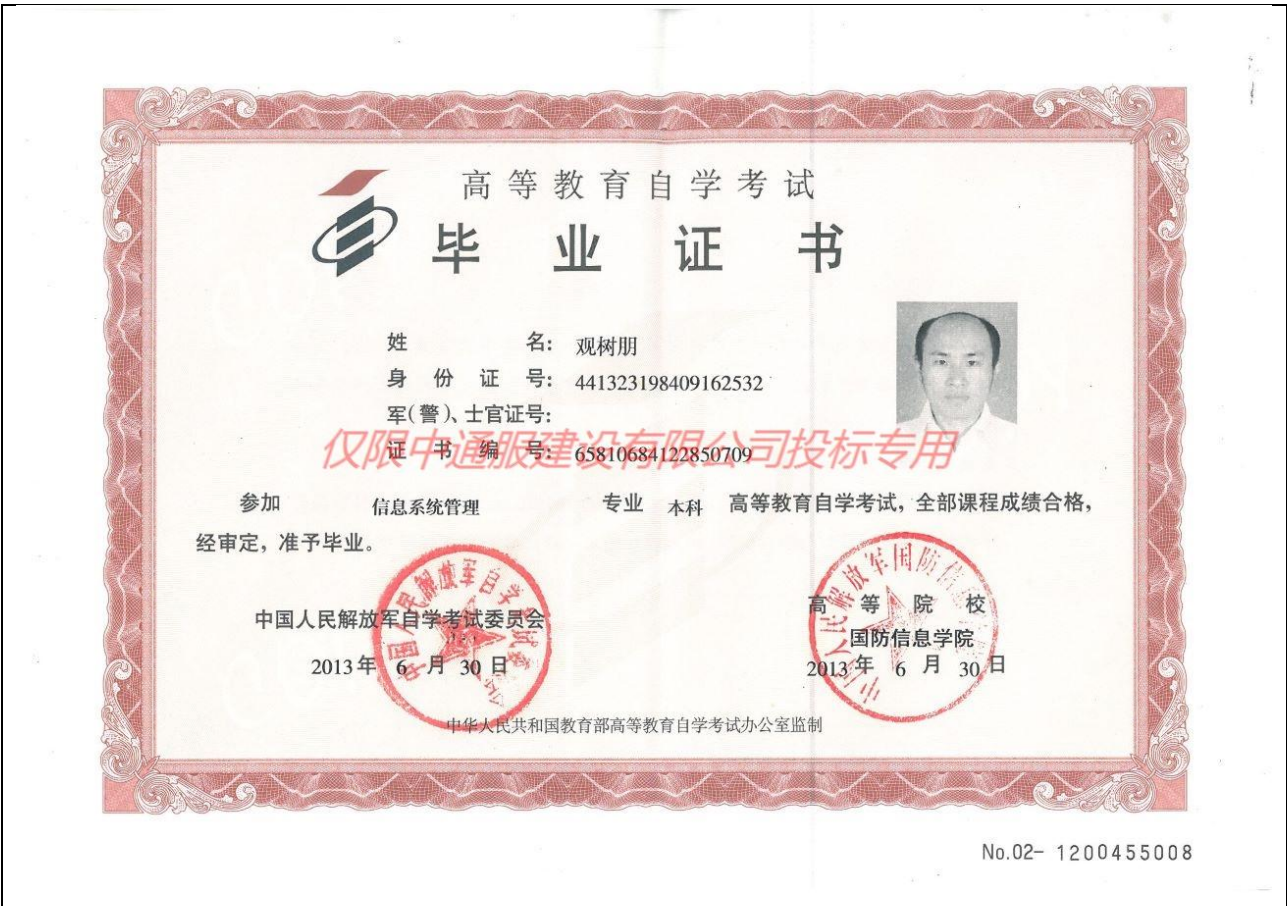 高等教育自学考试
毕业证书
姓名: 观树朋
身份证号: 441323198409162532
军(警)、士官证号:
证书编号: 65810684122850709
仅限中通服建设有限公司投标专用
参加 信息系统管理 专业 本科 高等教育自学考试, 全部课程成绩合格,
经审定, 准予毕业。
中国人民解放军自学考试委员会
2013年 6 月 30 日
高等院校
国防信息学院
2013年 6 月 30 日
中华人民共和国教育部高等教育自学考试办公室监制
No.02- 1200455008